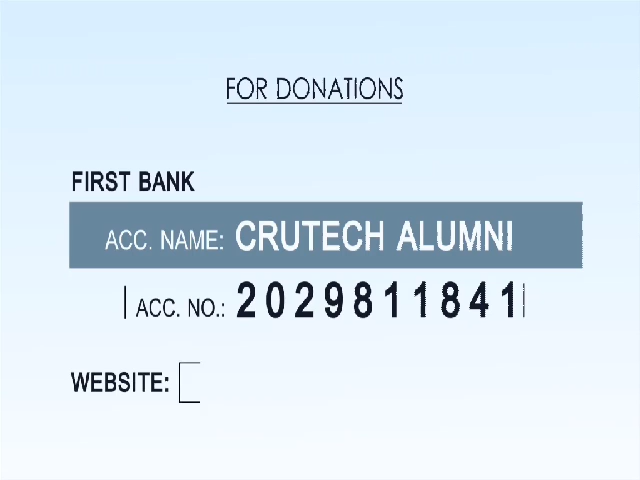 FOR DONATIONS
FIRST BANK
ACC. NAME: CRUTECH ALUMNI
ACC. NO.: 2029811841
WEBSITE: